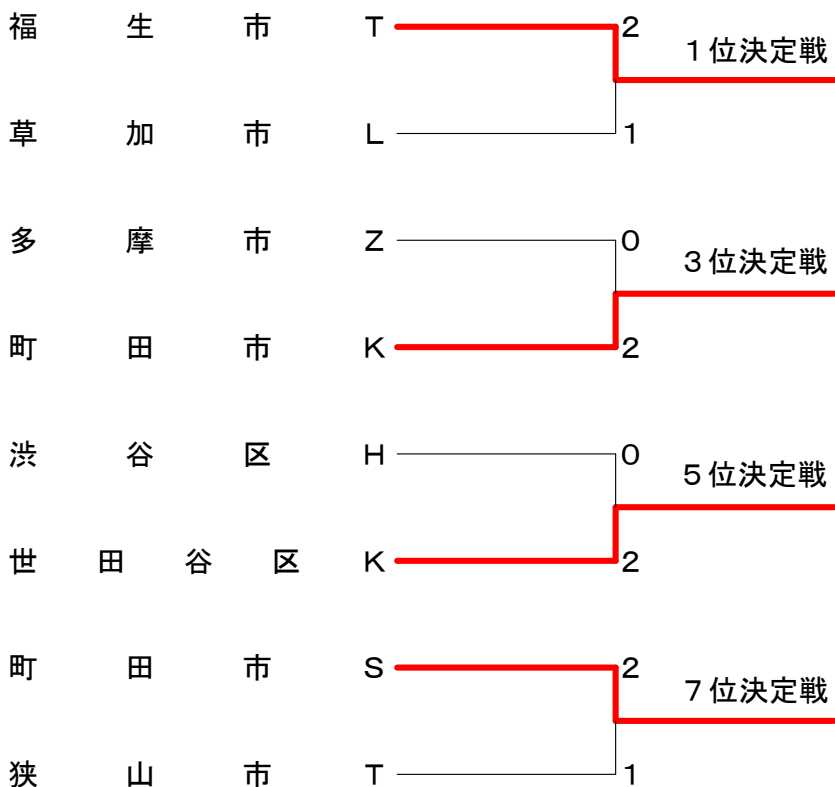 福生市 T 2
1位決定戦
草加市 L 1
多摩市 Z 0
3位決定戦
町田市 K 2
渋谷区 H 0
5位決定戦
世田谷区 K 2
町田市 S 2
7位決定戦
狭山市 T 1